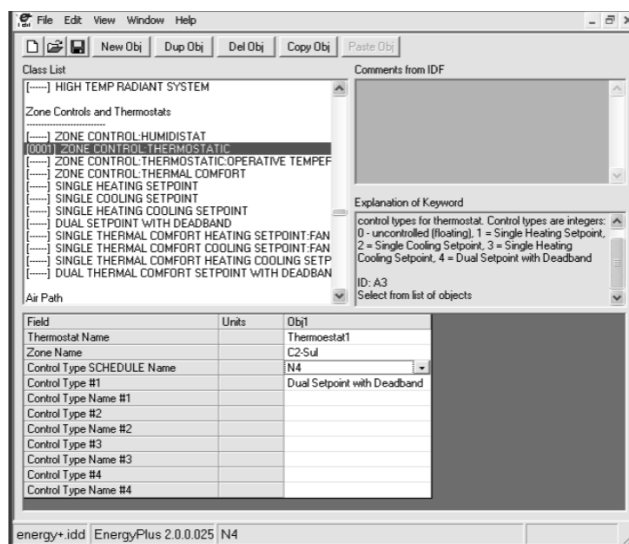 File Edit View Window Help
New Obj Dup Obj Del Obj Copy Obj Paste Obj
Class List
[-----] HIGH TEMP RADIANT SYSTEM
Zone Controls and Thermostats
--------------------------
[-----] ZONE CONTROL:HUMIDISTAT
[0001] ZONE CONTROL:THERMOSTATIC
[-----] ZONE CONTROL:THERMOSTATIC:OPERATIVE TEMPEF
[-----] ZONE CONTROL:THERMAL COMFORT
[-----] SINGLE HEATING SETPOINT
[-----] SINGLE COOLING SETPOINT
[-----] SINGLE HEATING COOLING SETPOINT
[-----] DUAL SETPOINT WITH DEADBAND
[-----] SINGLE THERMAL COMFORT HEATING SETPOINT:FAN
[-----] SINGLE THERMAL COMFORT COOLING SETPOINT:FAN
[-----] SINGLE THERMAL COMFORT HEATING COOLING SETP
[-----] DUAL THERMAL COMFORT SETPOINT WITH DEADBAN
Air Path
Comments from IDF
Explanation of Keyword
control types for thermostat. Control types are integers:
0 - uncontrolled (floating), 1 = Single Heating Setpoint,
2 = Single Cooling Setpoint, 3 = Single Heating
Cooling Setpoint, 4 = Dual Setpoint with Deadband
ID: A3
Select from list of objects
Field Units Obj1
Thermostat Name Thermoestat1
Zone Name C2-Sul
Control Type SCHEDULE Name N4
Control Type #1 Dual Setpoint with Deadband
Control Type Name #1
Control Type #2
Control Type Name #2
Control Type #3
Control Type Name #3
Control Type #4
Control Type Name #4
energy+.idd EnergyPlus 2.0.0.025 N4